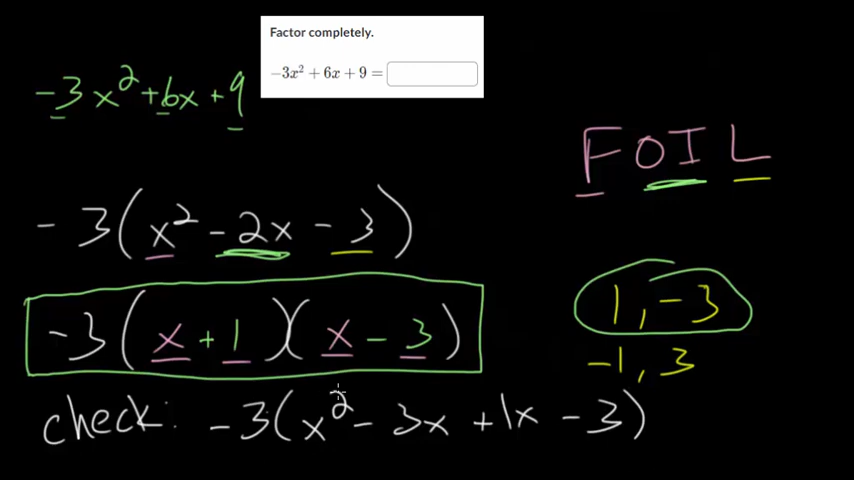 Factor completely.
−3x² + 6x + 9 =
-3x² + 6x + 9
FOIL
-3(x² - 2x - 3)
1, -3
-3(x + 1)(x - 3)
-1, 3
check: -3(x² - 3x + 1x - 3)